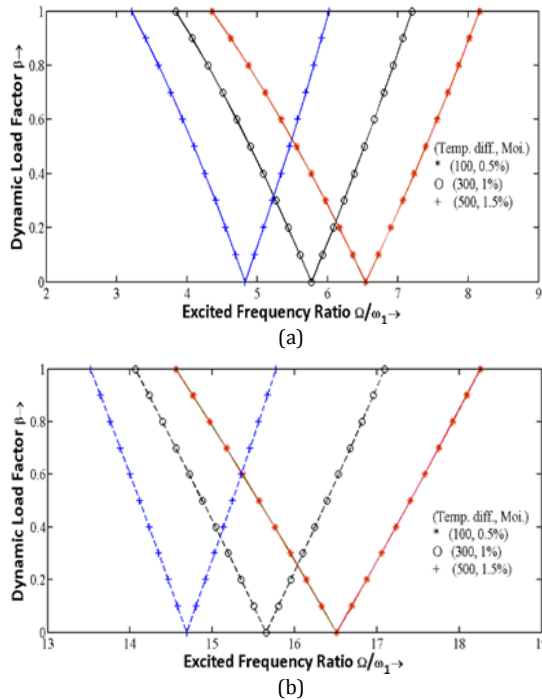 1
0.8
0.6
0.4
0.2
0
Dynamic Load Factor β→
(Temp. diff., Moi.)
* (100, 0.5%)
O (300, 1%)
+ (500, 1.5%)
2 3 4 5 6 7 8 9
Excited Frequency Ratio Ω/ω₁→
(a)
1
0.8
0.6
0.4
0.2
0
Dynamic Load Factor β→
(Temp. diff., Moi.)
* (100, 0.5%)
O (300, 1%)
+ (500, 1.5%)
13 14 15 16 17 18 19
Excited Frequency Ratio Ω/ω₁→
(b)